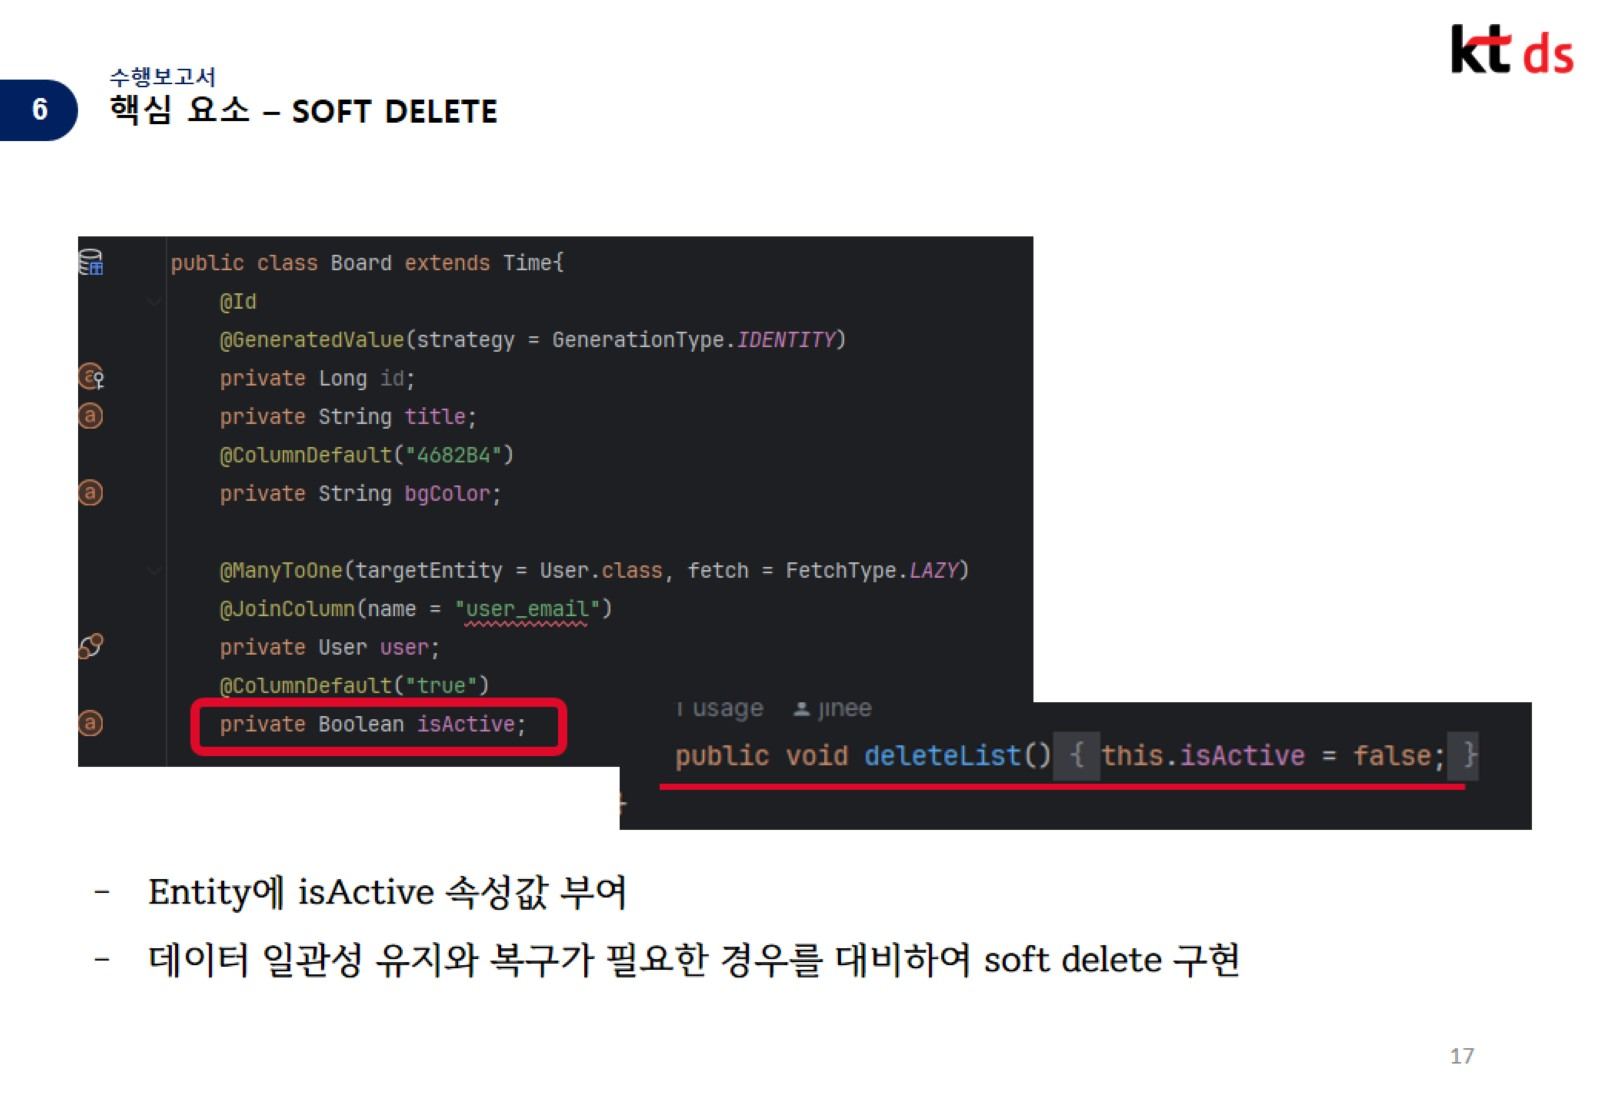 kt ds
수행보고서
6
핵심 요소 – SOFT DELETE
public class Board extends Time{
@Id
@GeneratedValue(strategy = GenerationType.IDENTITY)
private Long id;
private String title;
@ColumnDefault("4682B4")
private String bgColor;
@ManyToOne(targetEntity = User.class, fetch = FetchType.LAZY)
@JoinColumn(name = "user_email")
private User user;
@ColumnDefault("true")
private Boolean isActive;
1 usage jinee
public void deleteList() { this.isActive = false; }
}
- Entity에 isActive 속성값 부여
- 데이터 일관성 유지와 복구가 필요한 경우를 대비하여 soft delete 구현
17